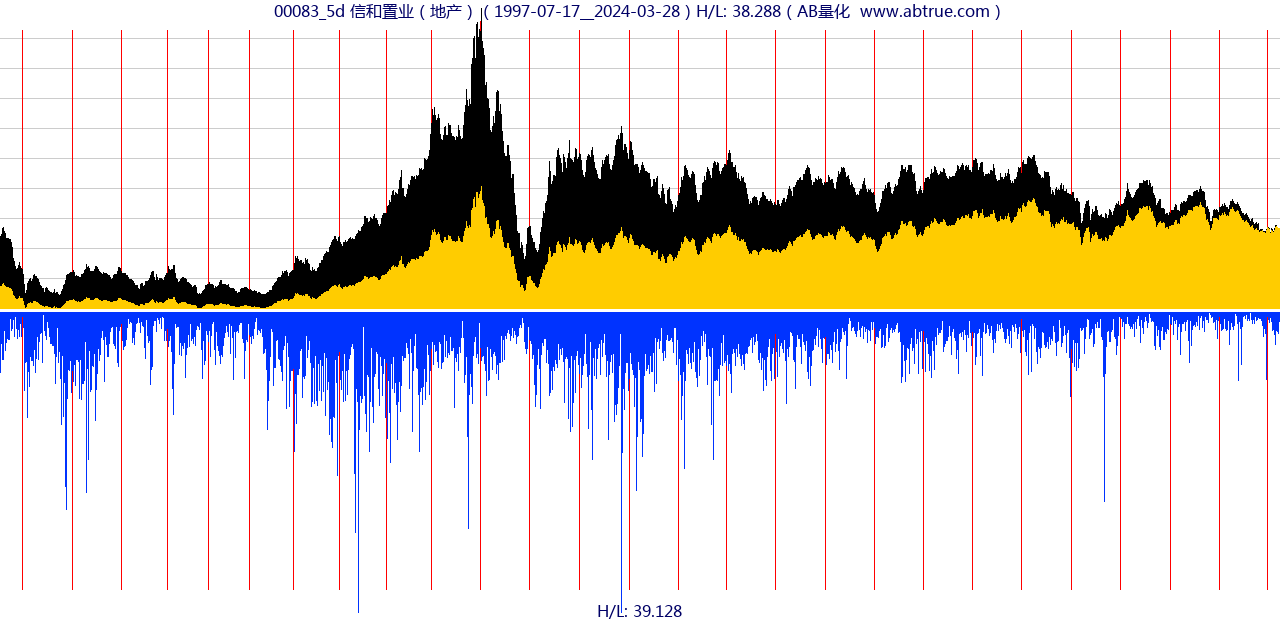 00083_5d 信和置业 ( 地产 ) ( 1997-07-17__2024-03-28 ) H/L: 38.288 ( AB量化 www.abtrue.com )
H/L: 39.128